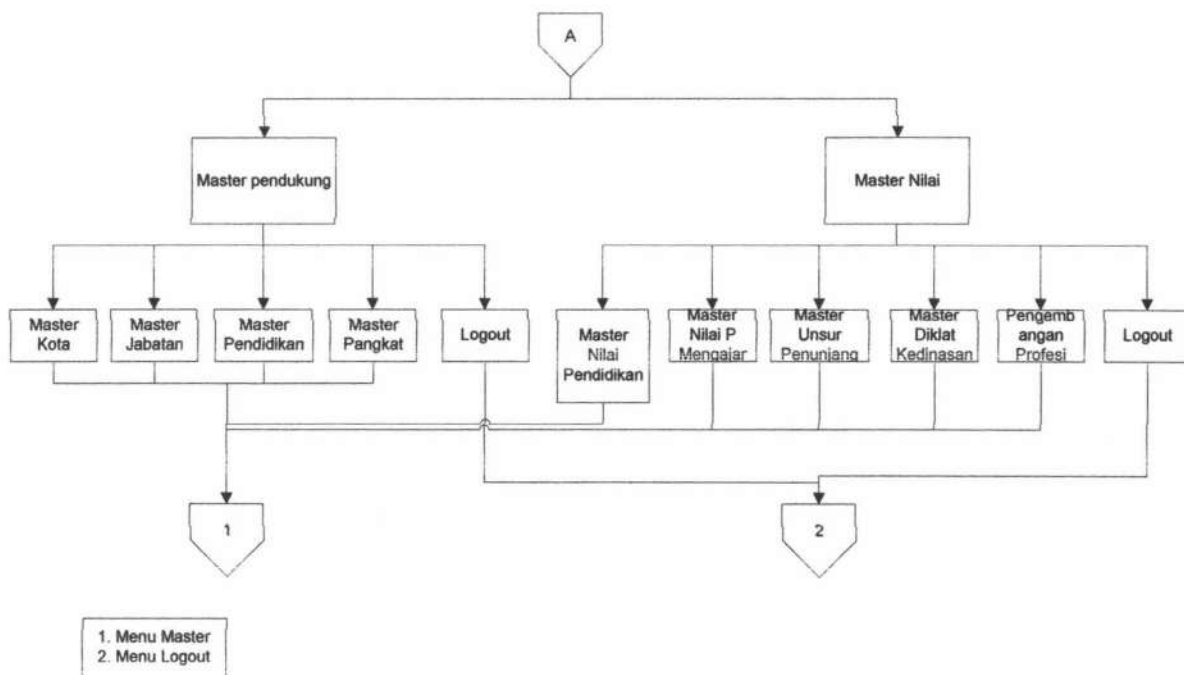 A
Master pendukung
Master Nilai
Master
Kota
Master
Jabatan
Master
Pendidikan
Master
Pangkat
Logout
Master
Nilai
Pendidikan
Master
Nilai P
Mengajar
Master
Unsur
Penunjang
Master
Diklat
Kedinasan
Pengemb
angan
Profesi
Logout
1
2
1. Menu Master
2. Menu Logout